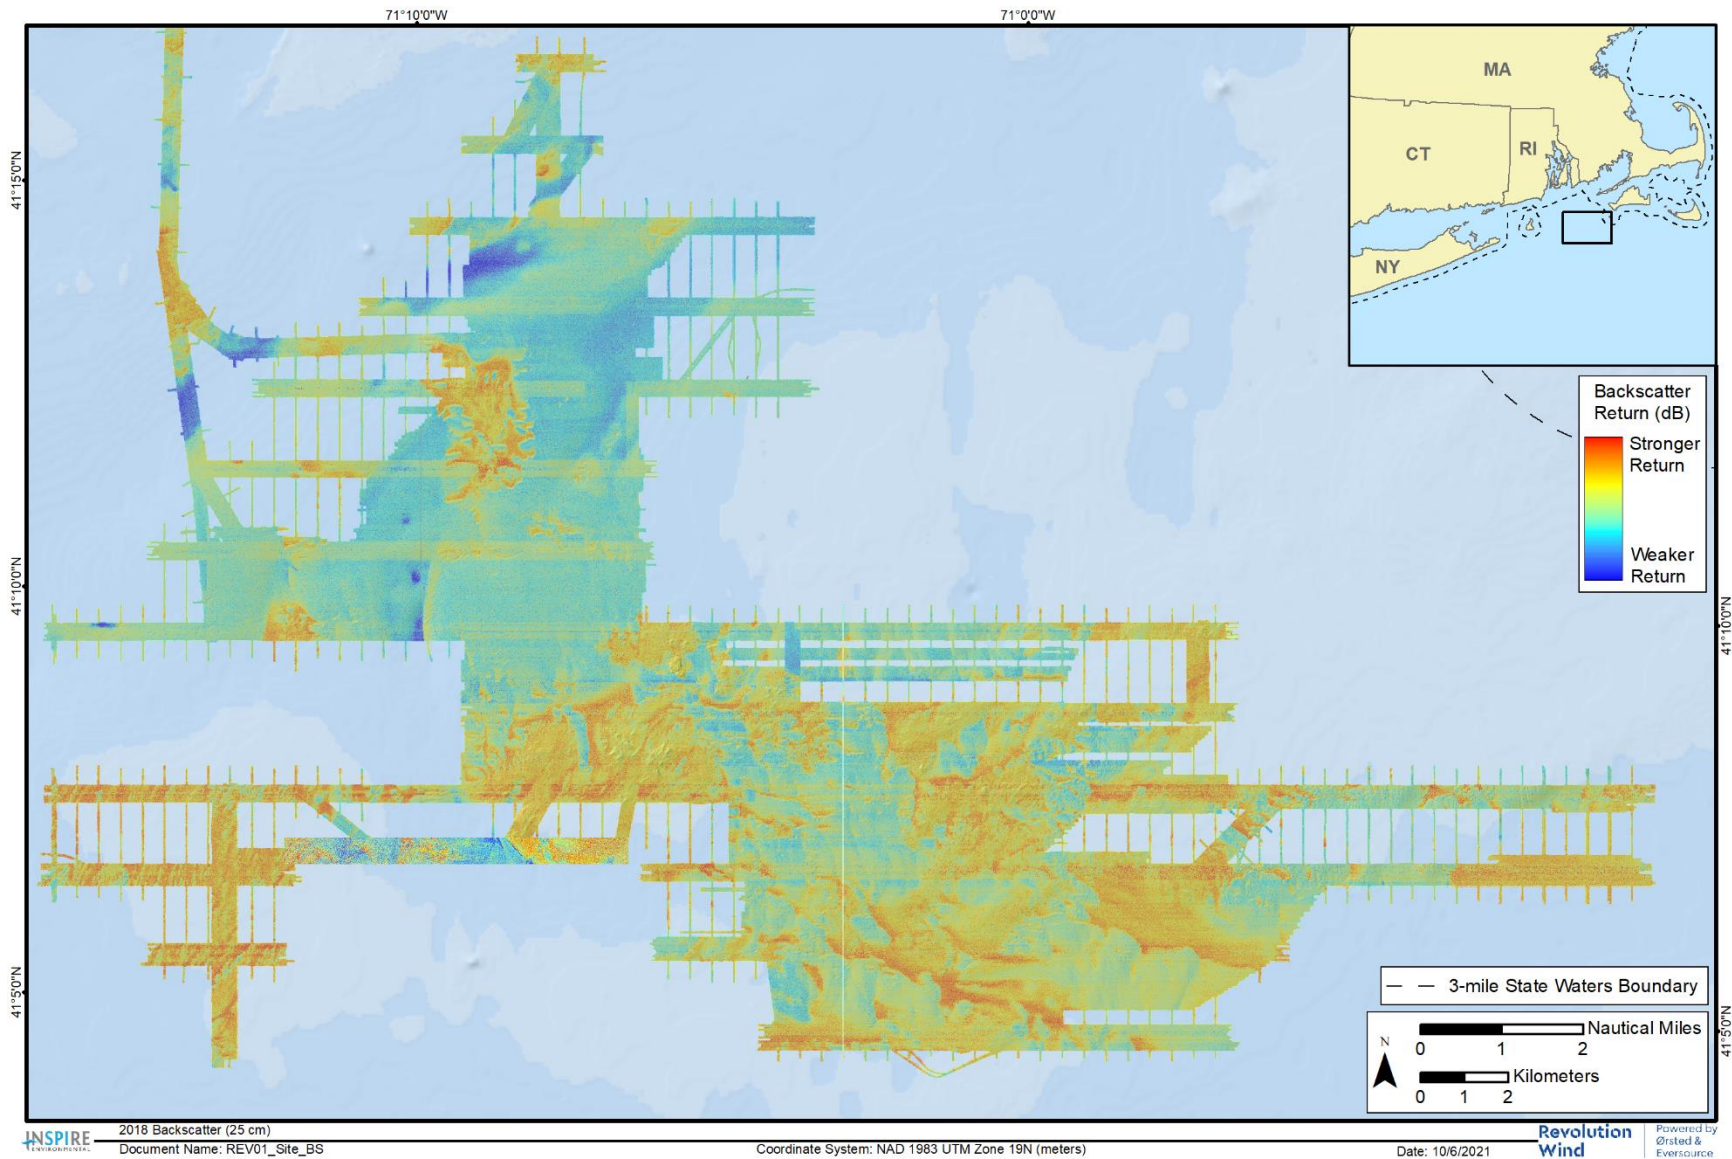 71°10'0"W
71°0'0"W
MA
CT
RI
NY
41°15'0"N
41°10'0"N
41°5'0"N
41°10'0"N
41°5'0"N
Backscatter
Return (dB)
Stronger
Return
Weaker
Return
3-mile State Waters Boundary
N
Nautical Miles
0 1 2
Kilometers
0 1 2
INSPIRE
ENVIRONMENTAL
2018 Backscatter (25 cm)
Document Name: REV01_Site_BS
Coordinate System: NAD 1983 UTM Zone 19N (meters)
Date: 10/6/2021
Revolution
Wind
Powered by
Ørsted &
Eversource